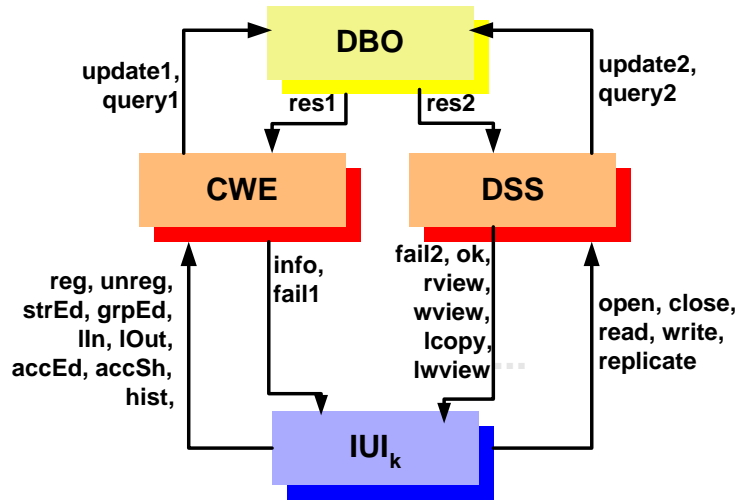 DBO
update1,
query1
res1
res2
update2,
query2
CWE
DSS
reg, unreg,
strEd, grpEd,
lIn, lOut,
accEd, accSh,
hist,
info,
fail1
fail2, ok,
rview,
wview,
lcopy,
lwview
open, close,
read, write,
replicate
IUIk